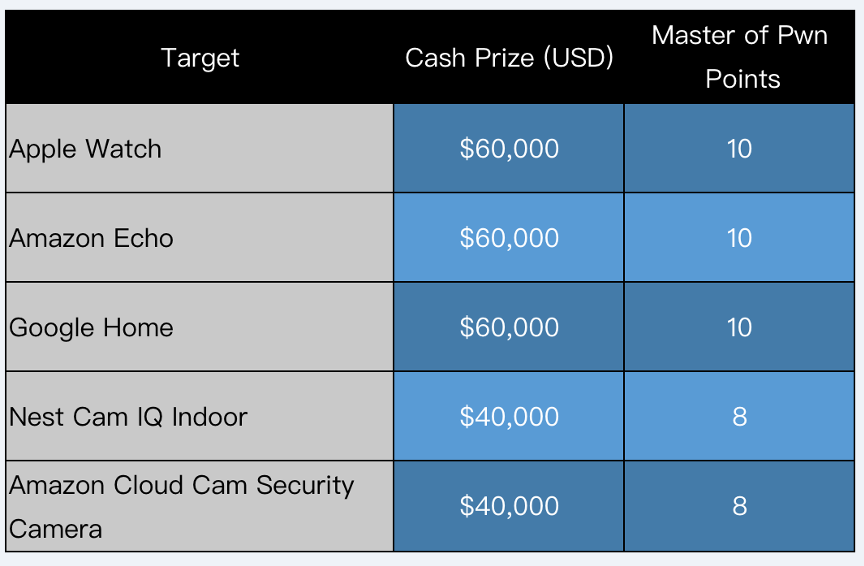 Target Cash Prize (USD) Master of Pwn
Points
Apple Watch $60,000 10
Amazon Echo $60,000 10
Google Home $60,000 10
Nest Cam IQ Indoor $40,000 8
Amazon Cloud Cam Security
Camera $40,000 8